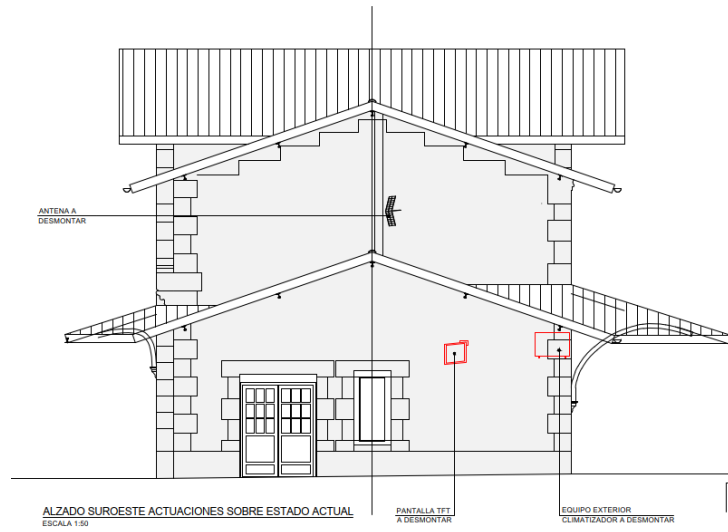 ANTENA A
DESMONTAR
ALZADO SUROESTE ACTUACIONES SOBRE ESTADO ACTUAL
ESCALA 1:50
PANTALLA TFT
A DESMONTAR
EQUIPO EXTERIOR
CLIMATIZADOR A DESMONTAR